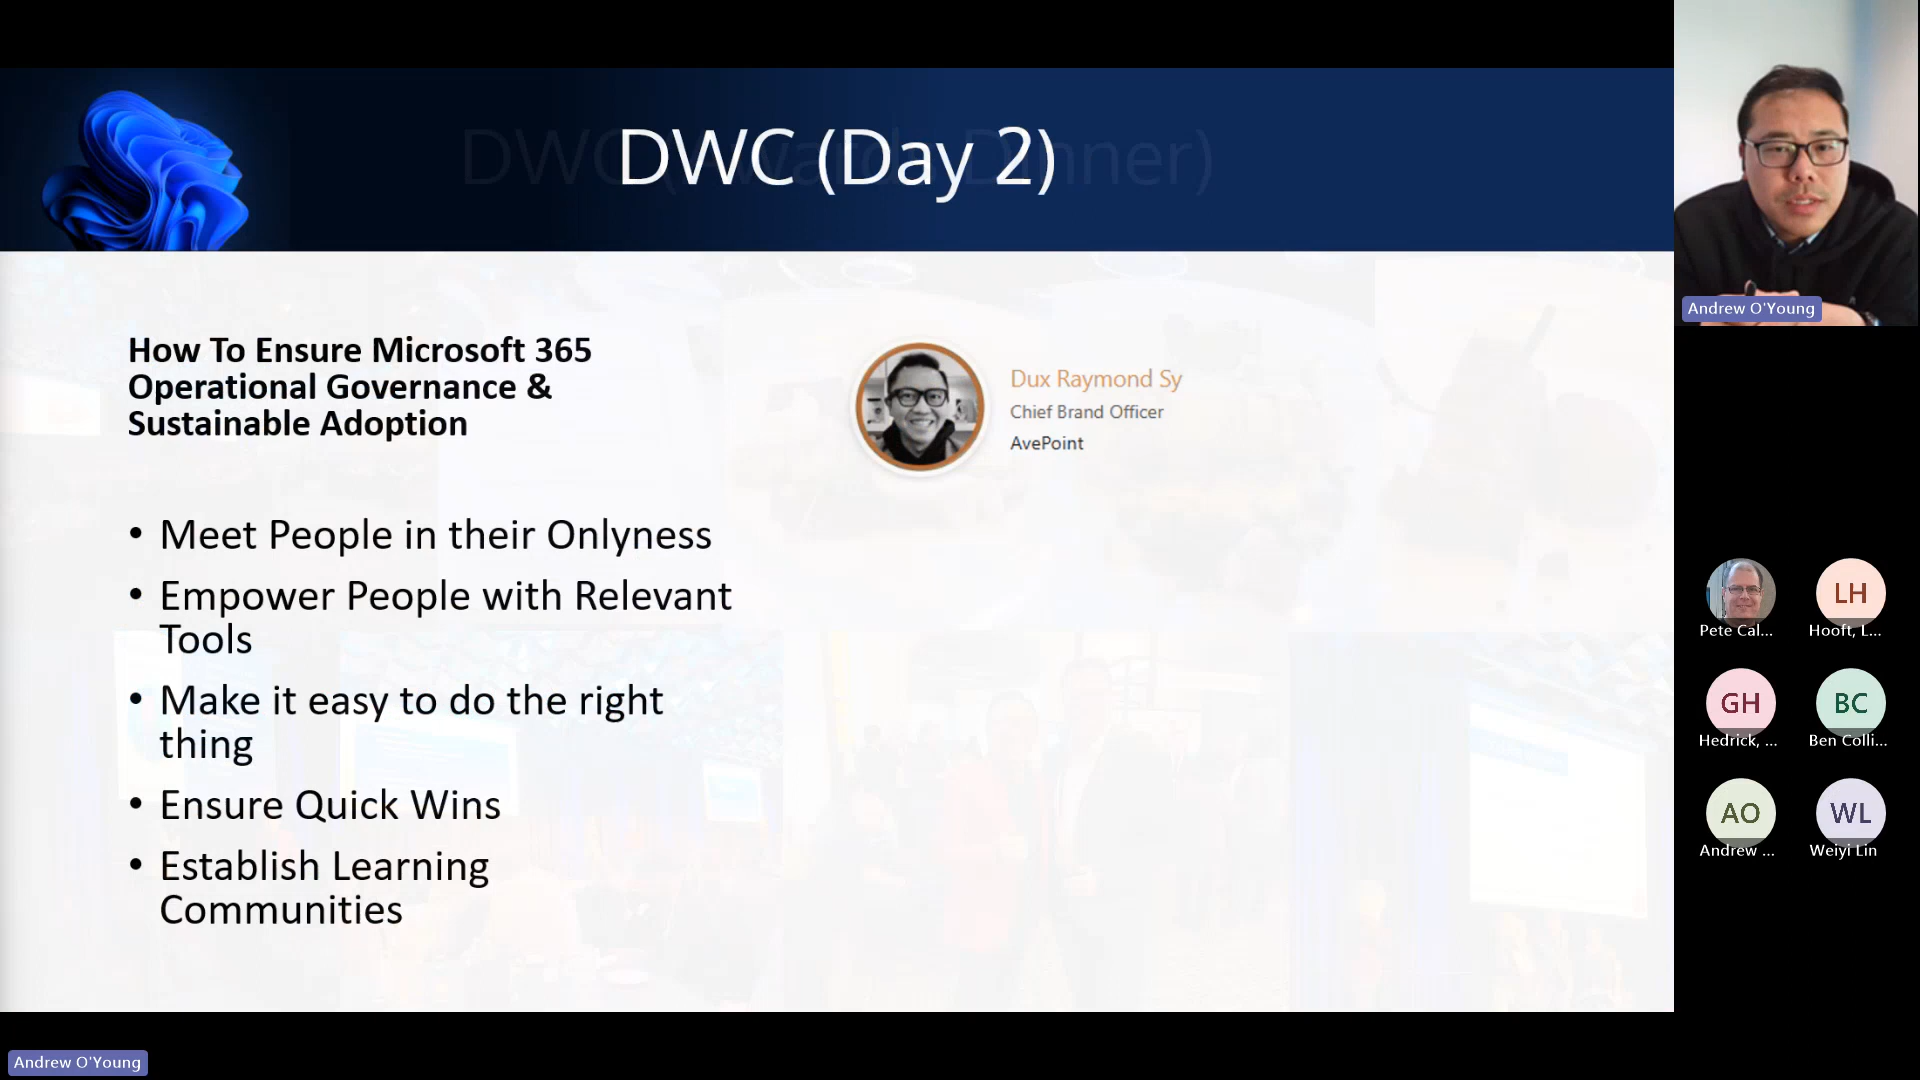 DWC (Day 2)
How To Ensure Microsoft 365
Operational Governance &
Sustainable Adoption
Dux Raymond Sy
Chief Brand Officer
AvePoint
• Meet People in their Onlyness
• Empower People with Relevant
Tools
• Make it easy to do the right
thing
• Ensure Quick Wins
• Establish Learning
Communities
Andrew O'Young
Pete Cal...
LH
Hooft, L...
GH
Hedrick, ...
BC
Ben Colli...
AO
Andrew ...
WL
Weiyi Lin
Andrew O'Young